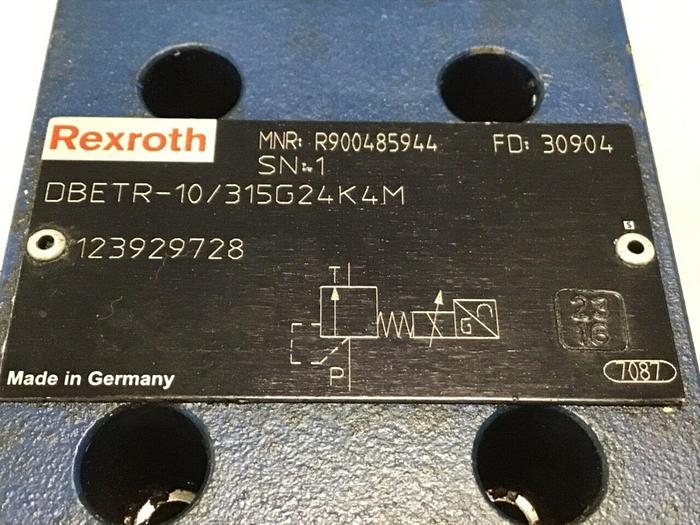 Rexroth MNR: R900485944 FD: 30904
SN: 1
DBETR-10/315G24K4M
123929728
S
T
G
23
16
P
Made in Germany
7087